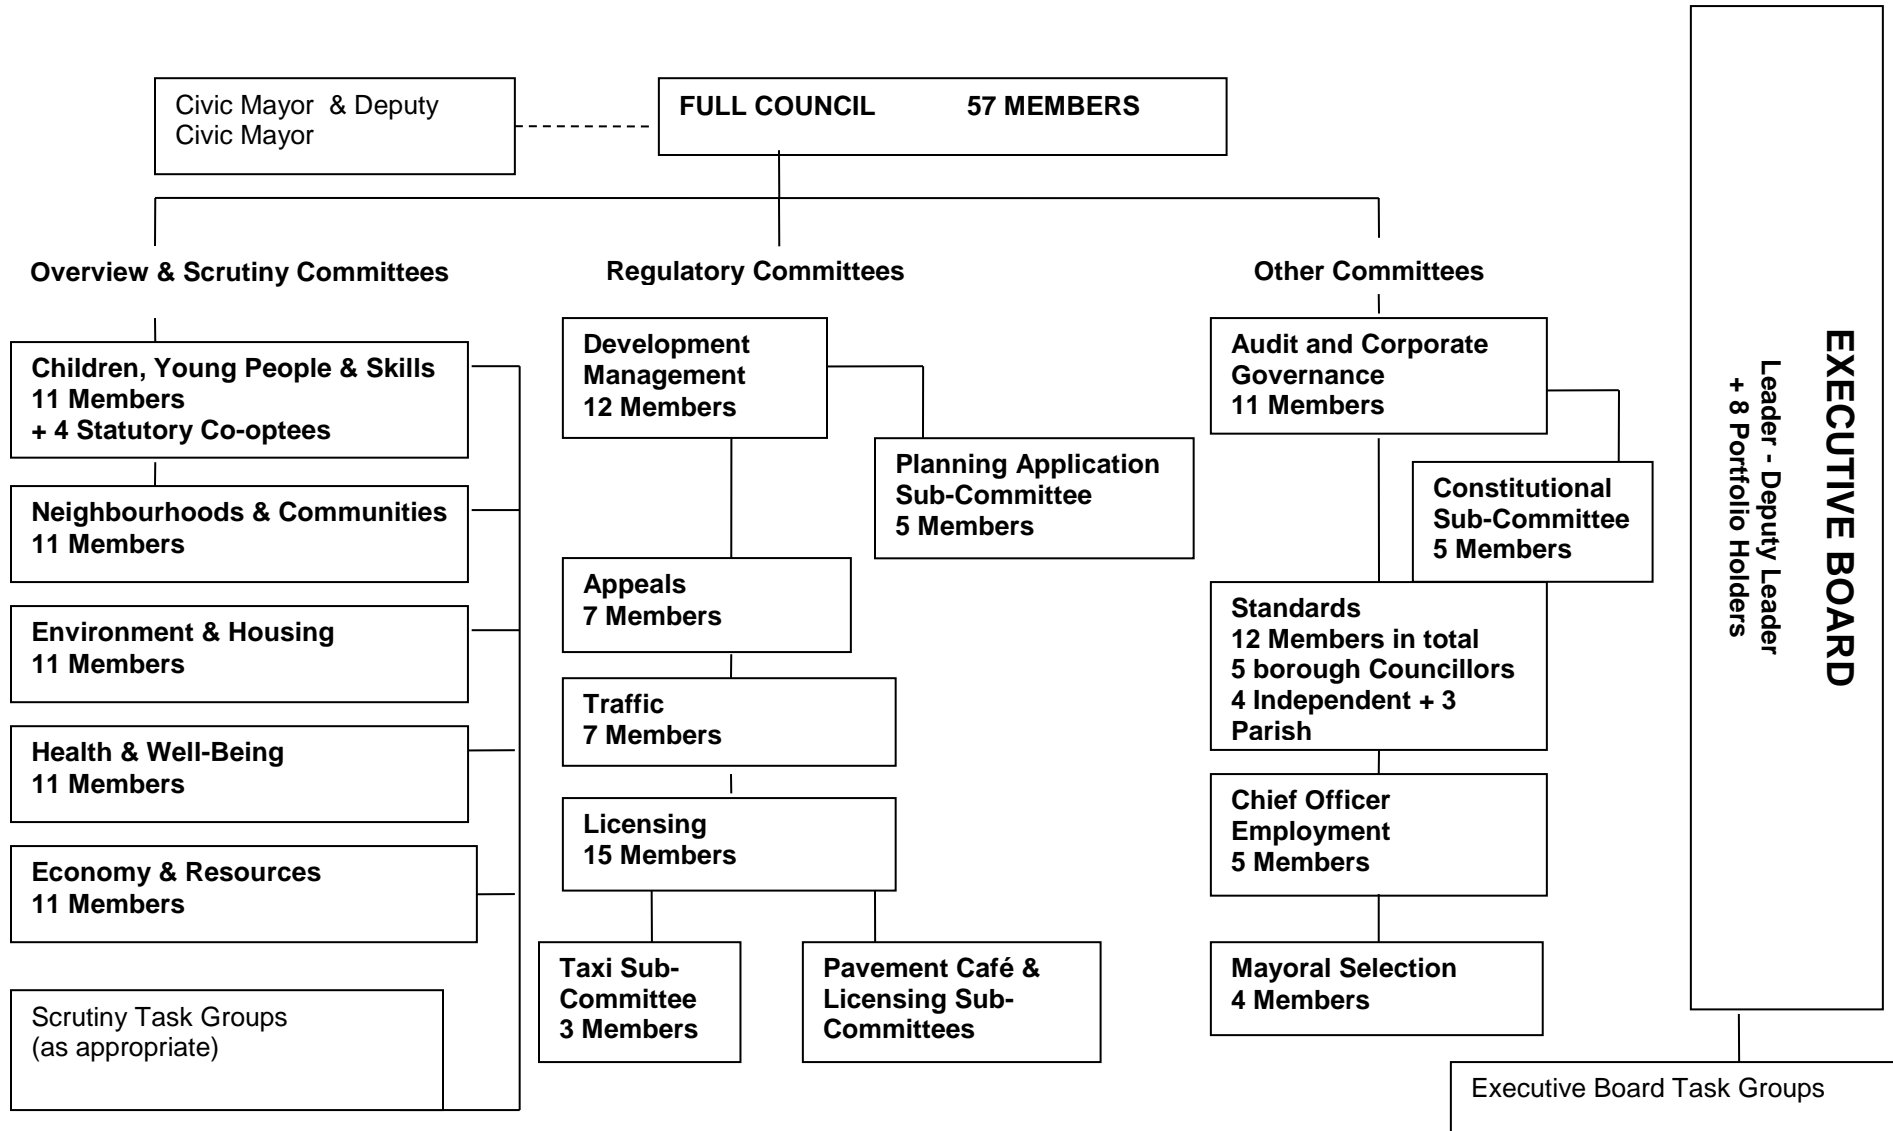 Civic Mayor & Deputy
Civic Mayor
FULL COUNCIL 57 MEMBERS
Overview & Scrutiny Committees
Children, Young People & Skills
11 Members
+ 4 Statutory Co-optees
Neighbourhoods & Communities
11 Members
Environment & Housing
11 Members
Health & Well-Being
11 Members
Economy & Resources
11 Members
Scrutiny Task Groups
(as appropriate)
Regulatory Committees
Development
Management
12 Members
Planning Application
Sub-Committee
5 Members
Appeals
7 Members
Traffic
7 Members
Licensing
15 Members
Taxi Sub-
Committee
3 Members
Pavement Café &
Licensing Sub-
Committees
Other Committees
Audit and Corporate
Governance
11 Members
Constitutional
Sub-Committee
5 Members
Standards
12 Members in total
5 borough Councillors
4 Independent + 3
Parish
Chief Officer
Employment
5 Members
Mayoral Selection
4 Members
EXECUTIVE BOARD
Leader - Deputy Leader
+ 8 Portfolio Holders
Executive Board Task Groups